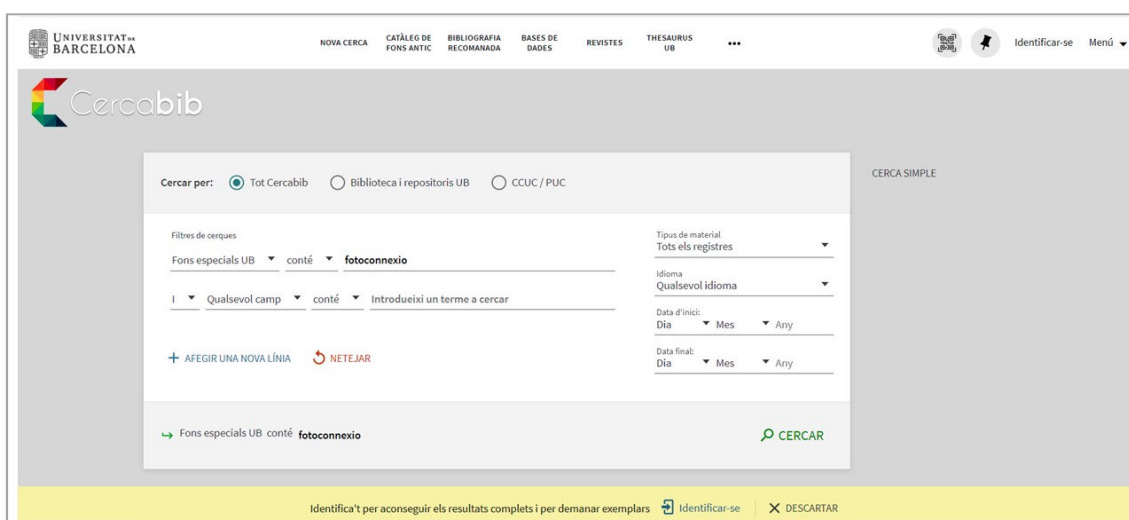 UNIVERSITAT DE
BARCELONA
NOVA CERCA
CATÀLEG DE
FONS ANTIC
BIBLIOGRAFIA
RECOMANADA
BASES DE
DADES
REVISTES
THESAURUS
UB
•••
Identificar-se
Menú
Cercabib
Cercar per:
Tot Cercabib
Biblioteca i repositoris UB
CCUC / PUC
CERCA SIMPLE
Filtres de cerques
Fons especials UB conté fotoconnexio
I Qualsevol camp conté Introdueixi un terme a cercar
AFEGIR UNA NOVA LÍNIA
NETEJAR
Tipus de material
Tots els registres
Idioma
Qualsevol idioma
Data d'inici:
Dia Mes Any
Data final:
Dia Mes Any
Fons especials UB conté fotoconnexio
CERCAR
Identifica't per aconseguir els resultats complets i per demanar exemplars Identificar-se DESCARTAR